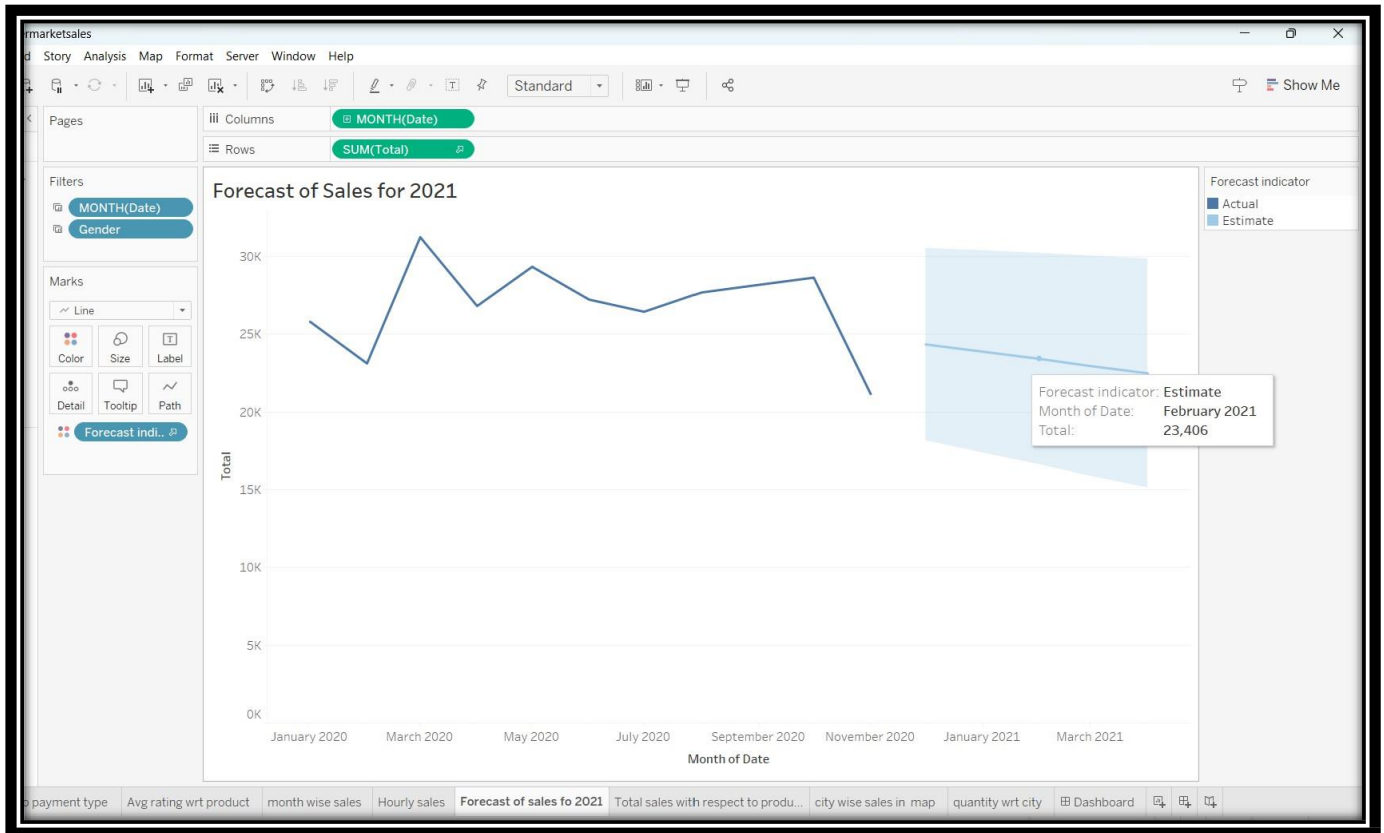 rmarketsales
d Story Analysis Map Format Server Window Help
Standard Show Me
Pages
iii Columns MONTH(Date)
Rows SUM(Total)
Filters
MONTH(Date)
Gender
Marks
Line
Color Size Label
Detail Tooltip Path
Forecast indi..
Forecast of Sales for 2021
30K
25K
20K
15K
10K
5K
0K
Total
January 2020 March 2020 May 2020 July 2020 September 2020 November 2020 January 2021 March 2021
Month of Date
Forecast indicator: Estimate
Month of Date: February 2021
Total: 23,406
Forecast indicator
Actual
Estimate
payment type Avg rating wrt product month wise sales Hourly sales Forecast of sales fo 2021 Total sales with respect to produ... city wise sales in map quantity wrt city Dashboard